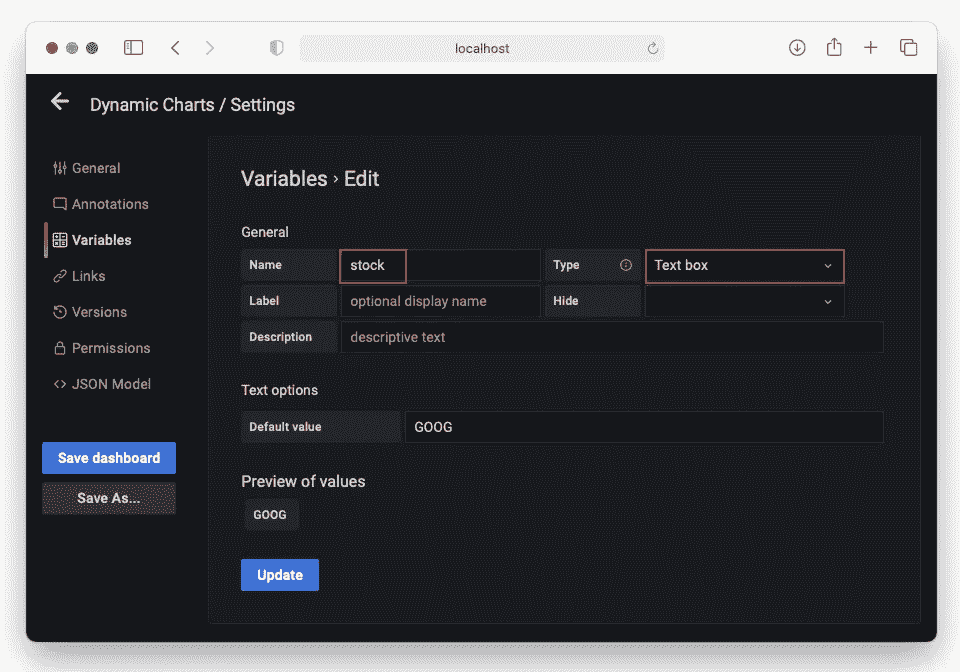 localhost
Dynamic Charts / Settings
General
Annotations
Variables
Links
Versions
Permissions
JSON Model
Save dashboard
Save As...
Variables › Edit
General
Name stock Type Text box
Label optional display name Hide
Description descriptive text
Text options
Default value GOOG
Preview of values
GOOG
Update